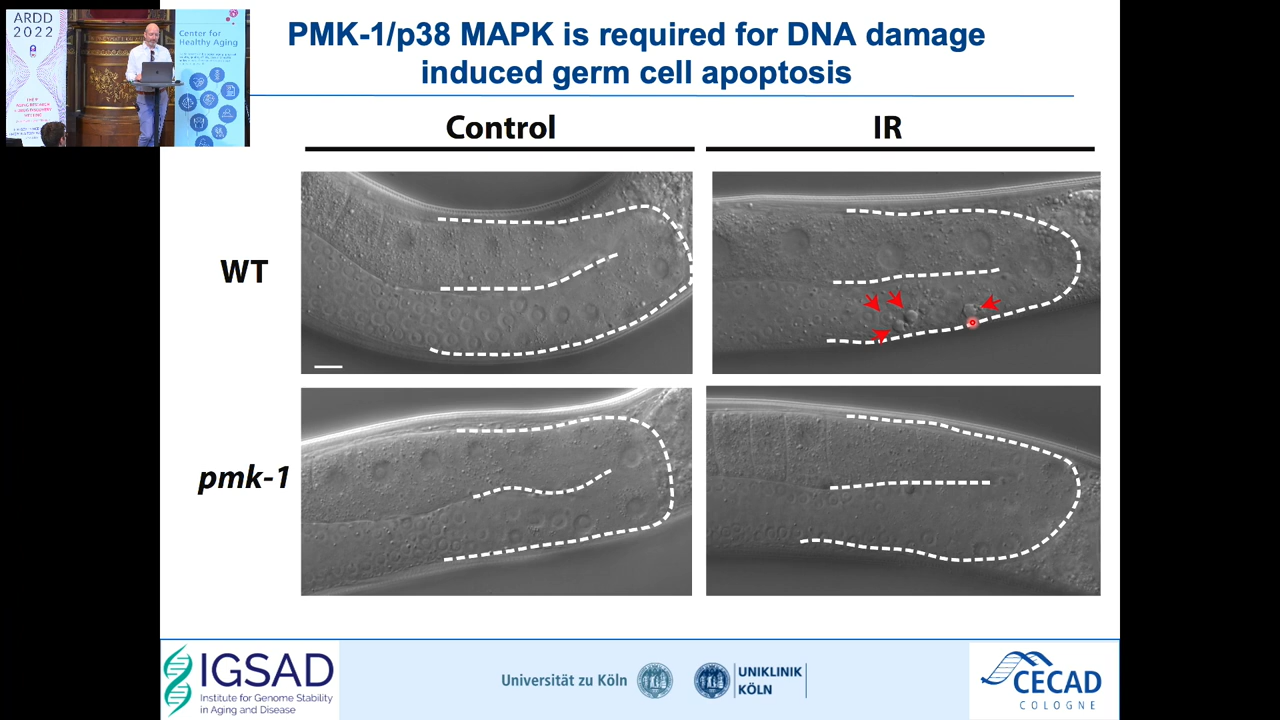 ARDD
2022
Center for
Healthy Aging
PMK-1/p38 MAPK is required for DNA damage
induced germ cell apoptosis
Control
IR
WT
pmk-1
IGSAD
Institute for Genome Stability
in Aging and Disease
Universität zu Köln
UNIKLINIK
KÖLN
CECAD
COLOGNE